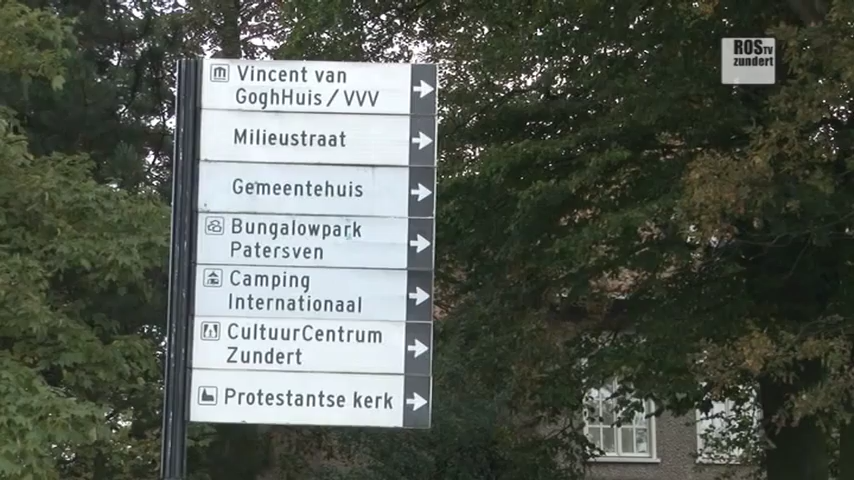 ROSTV
zundert
Vincent van
GoghHuis / VVV
Milieustraat
Gemeentehuis
Bungalowpark
Patersven
Camping
Internationaal
CultuurCentrum
Zundert
Protestantse kerk